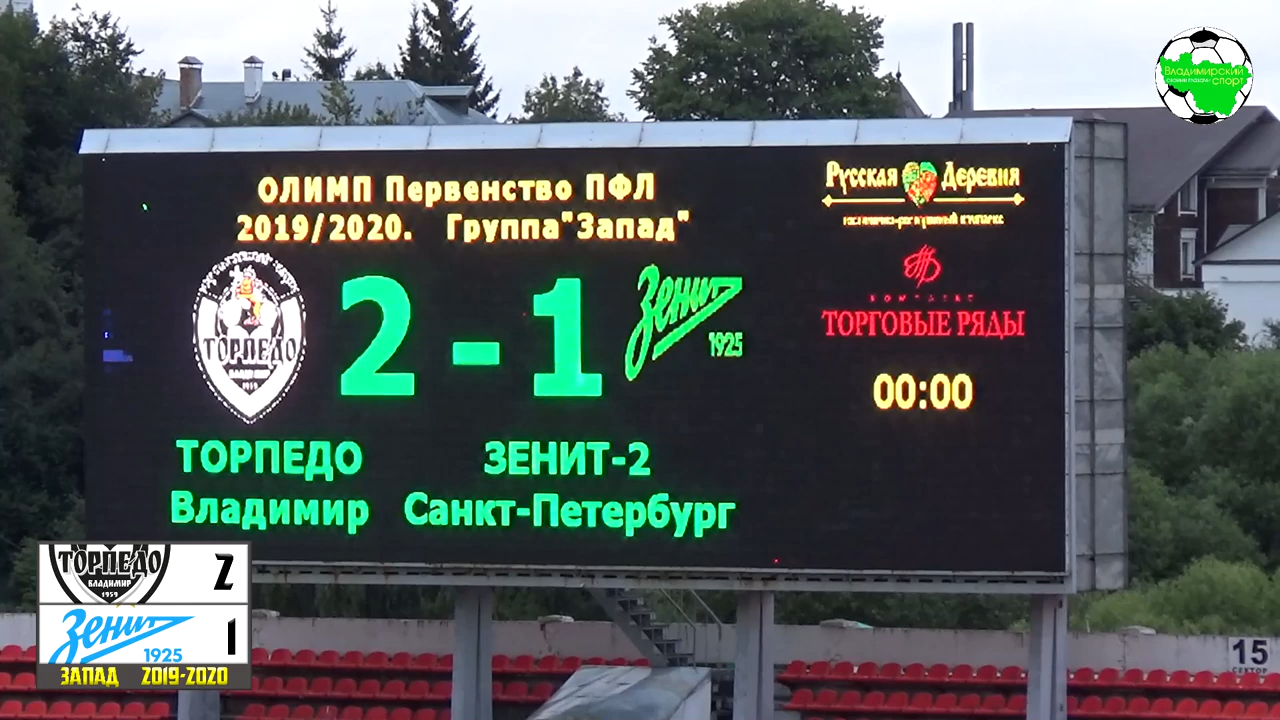 Владимирский
спорт
ОЛИМП Первенство ПФЛ
2019/2020. Группа"Запад"
Русская Деревня
ТОРПЕДО
2 - 1
Зенит
1925
КОМПЛЕКС
ТОРГОВЫЕ РЯДЫ
00:00
ТОРПЕДО ЗЕНИТ-2
Владимир Санкт-Петербург
ТОРПЕДО
ВЛАДИМИР
1959
2
Зенит
1925
1
ЗАПАД 2019-2020
15
СЕКТОР